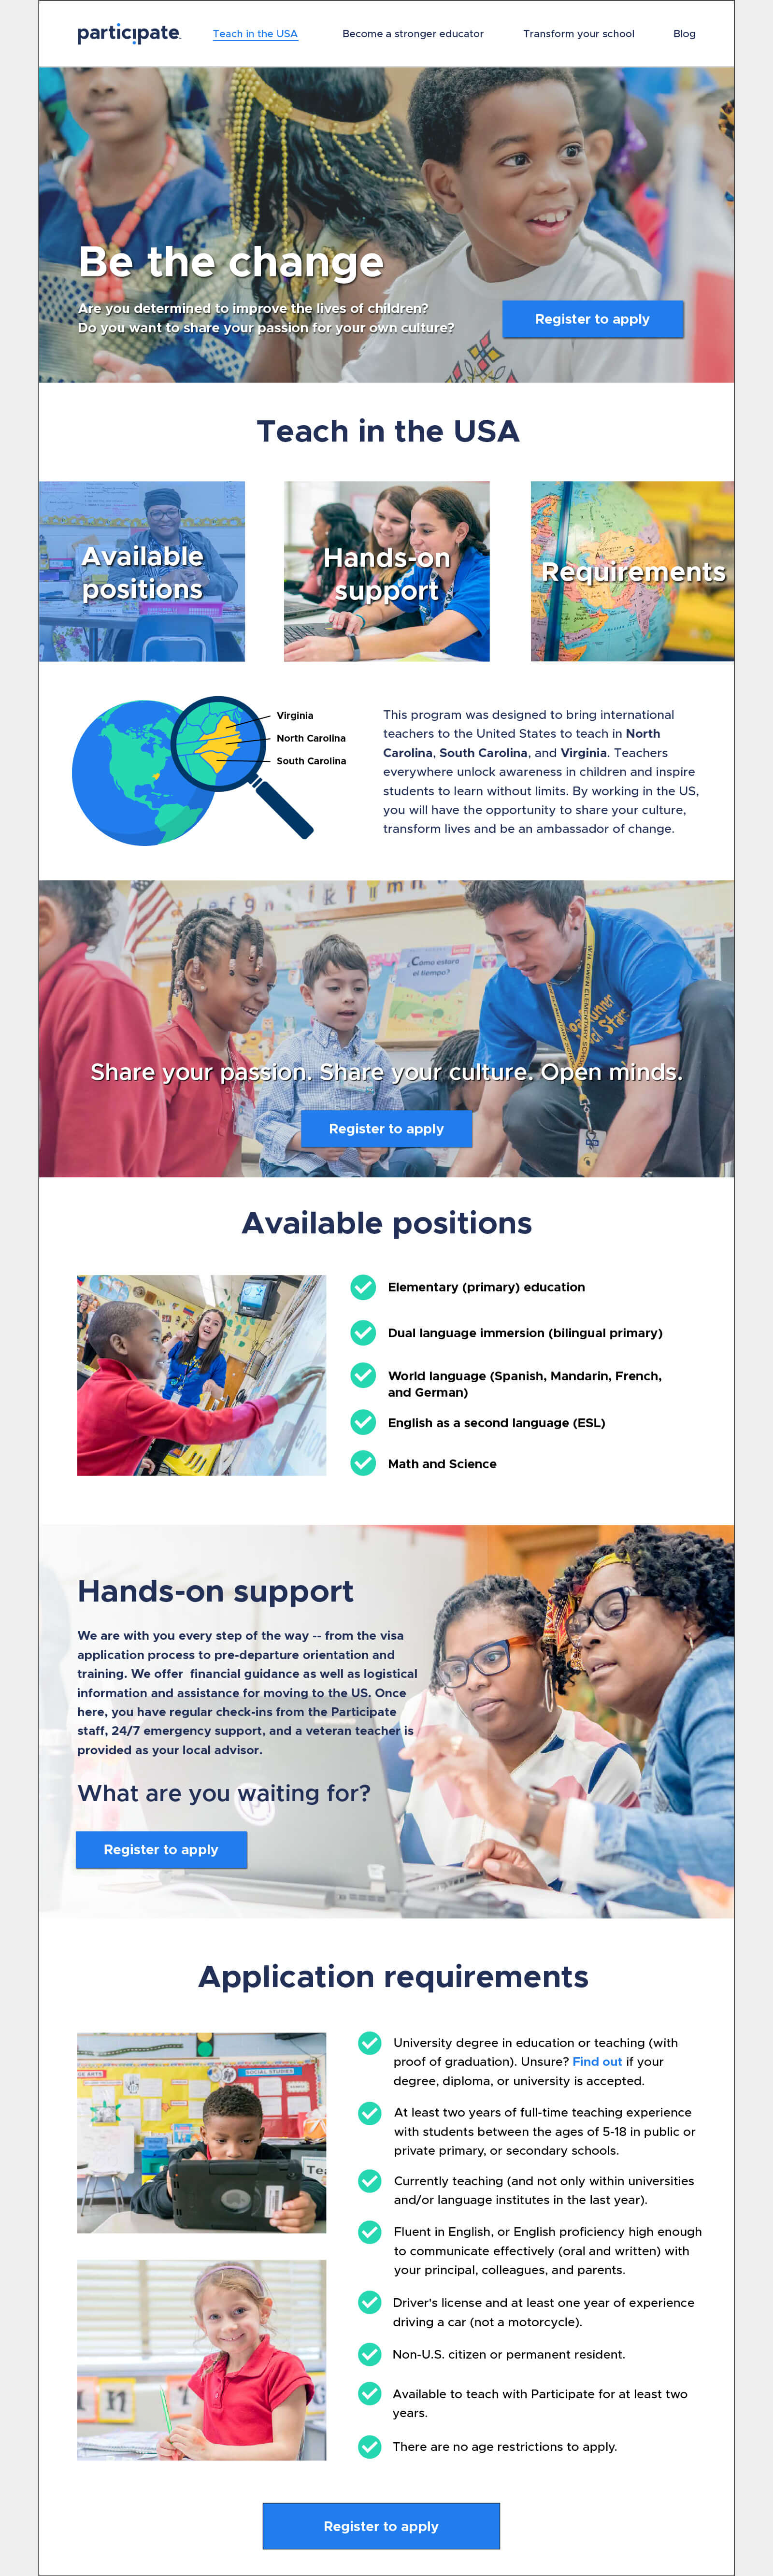 participate.
Teach in the USA
Become a stronger educator
Transform your school
Blog
Be the change
Are you determined to improve the lives of children?
Do you want to share your passion for your own culture?
Register to apply
Teach in the USA
Available
positions
Hands-on
support
Requirements
Virginia
North Carolina
South Carolina
This program was designed to bring international
teachers to the United States to teach in North
Carolina, South Carolina, and Virginia. Teachers
everywhere unlock awareness in children and inspire
students to learn without limits. By working in the US,
you will have the opportunity to share your culture,
transform lives and be an ambassador of change.
¿Cómo estará
el tiempo?
Share your passion. Share your culture. Open minds.
Register to apply
Available positions
Elementary (primary) education
Dual language immersion (bilingual primary)
World language (Spanish, Mandarin, French,
and German)
English as a second language (ESL)
Math and Science
Hands-on support
We are with you every step of the way -- from the visa
application process to pre-departure orientation and
training. We offer  financial guidance as well as logistical
information and assistance for moving to the US. Once
here, you have regular check-ins from the Participate
staff, 24/7 emergency support, and a veteran teacher is
provided as your local advisor.
What are you waiting for?
Register to apply
Application requirements
SOCIAL STUDIES
University degree in education or teaching (with
proof of graduation). Unsure? Find out if your
degree, diploma, or university is accepted.
At least two years of full-time teaching experience
with students between the ages of 5-18 in public or
private primary, or secondary schools.
Currently teaching (and not only within universities
and/or language institutes in the last year).
Fluent in English, or English proficiency high enough
to communicate effectively (oral and written) with
your principal, colleagues, and parents.
Driver's license and at least one year of experience
driving a car (not a motorcycle).
Non-U.S. citizen or permanent resident.
Available to teach with Participate for at least two
years.
There are no age restrictions to apply.
Register to apply